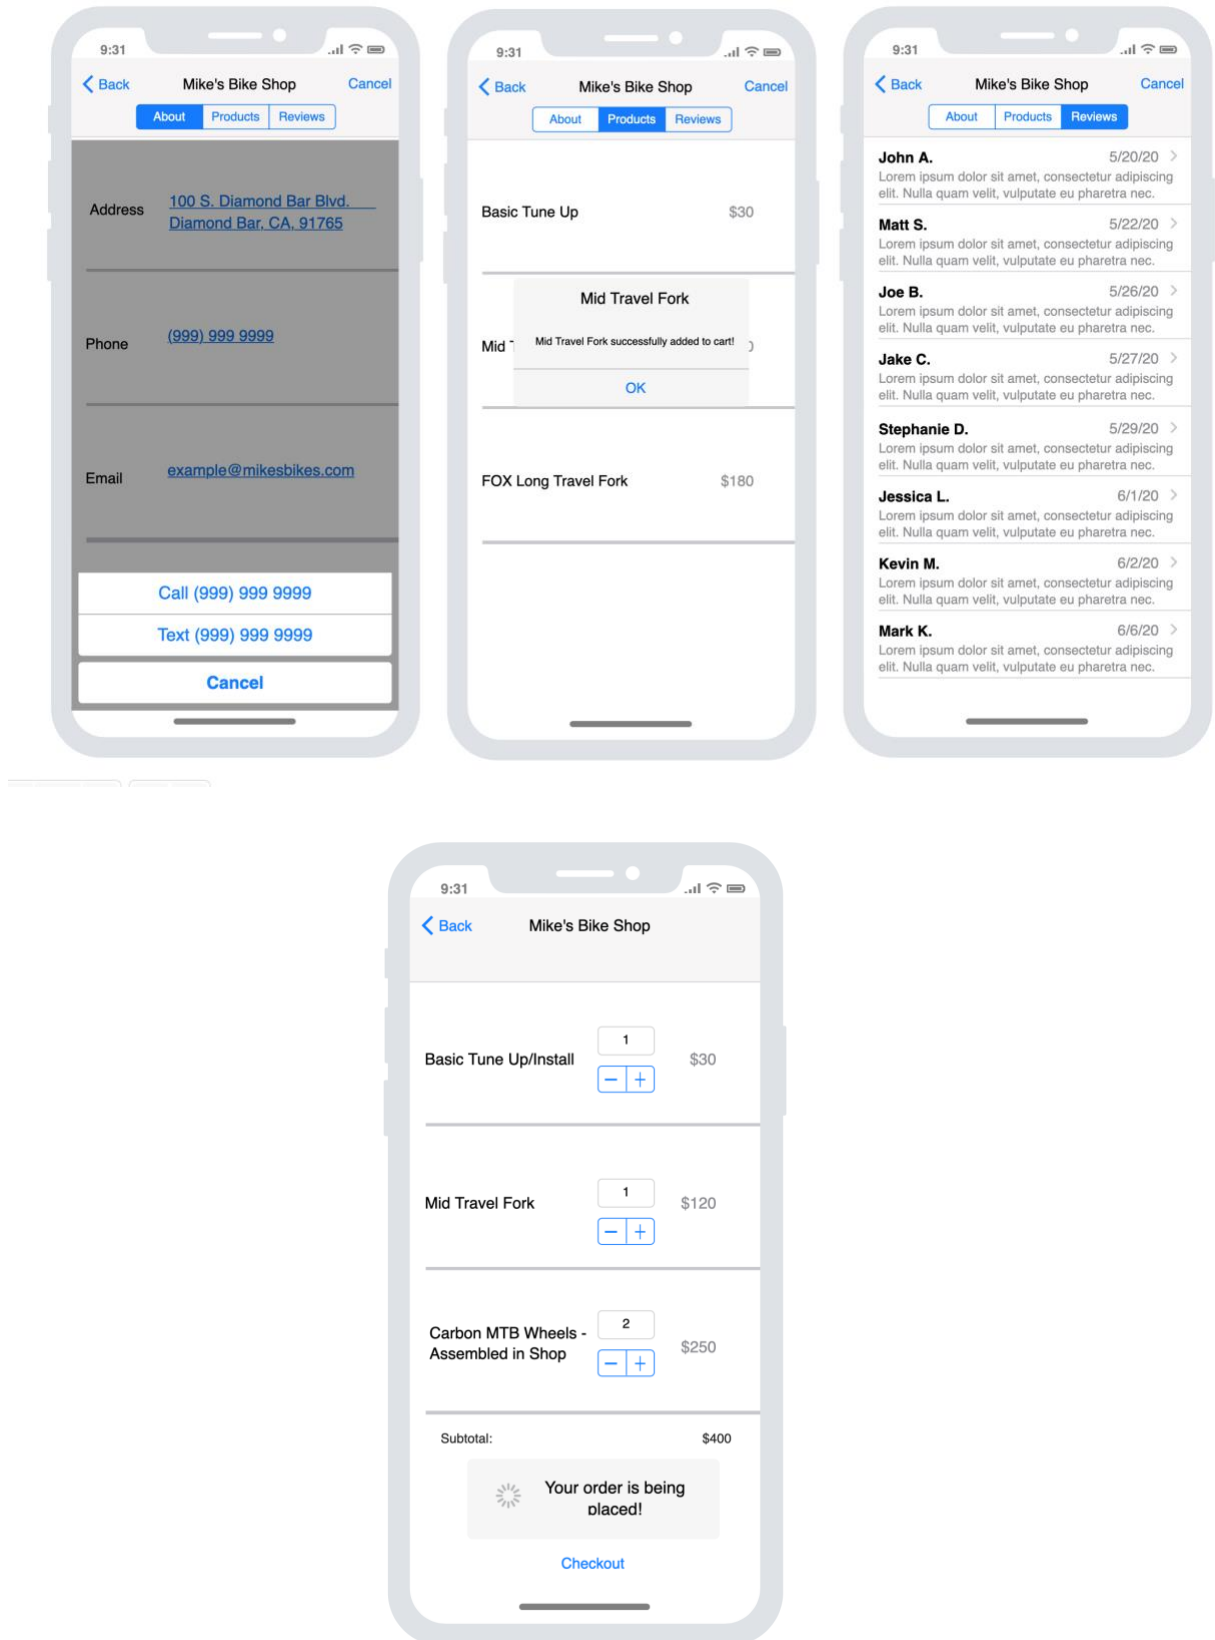 9:31
Back
Mike's Bike Shop
Cancel
About
Products
Reviews
Address
100 S. Diamond Bar Blvd.
Diamond Bar, CA, 91765
Phone
(999) 999 9999
Email
example@mikesbikes.com
Call (999) 999 9999
Text (999) 999 9999
Cancel
9:31
Back
Mike's Bike Shop
Cancel
About
Products
Reviews
Basic Tune Up
$30
Mid Travel Fork
Mid Travel Fork successfully added to cart!
Mid
OK
FOX Long Travel Fork
$180
9:31
Back
Mike's Bike Shop
Cancel
About
Products
Reviews
John A.
5/20/20
Lorem ipsum dolor sit amet, consectetur adipiscing
elit. Nulla quam velit, vulputate eu pharetra nec.
Matt S.
5/22/20
Lorem ipsum dolor sit amet, consectetur adipiscing
elit. Nulla quam velit, vulputate eu pharetra nec.
Joe B.
5/26/20
Lorem ipsum dolor sit amet, consectetur adipiscing
elit. Nulla quam velit, vulputate eu pharetra nec.
Jake C.
5/27/20
Lorem ipsum dolor sit amet, consectetur adipiscing
elit. Nulla quam velit, vulputate eu pharetra nec.
Stephanie D.
5/29/20
Lorem ipsum dolor sit amet, consectetur adipiscing
elit. Nulla quam velit, vulputate eu pharetra nec.
Jessica L.
6/1/20
Lorem ipsum dolor sit amet, consectetur adipiscing
elit. Nulla quam velit, vulputate eu pharetra nec.
Kevin M.
6/2/20
Lorem ipsum dolor sit amet, consectetur adipiscing
elit. Nulla quam velit, vulputate eu pharetra nec.
Mark K.
6/6/20
Lorem ipsum dolor sit amet, consectetur adipiscing
elit. Nulla quam velit, vulputate eu pharetra nec.
9:31
Back
Mike's Bike Shop
Basic Tune Up/Install
1
$30
Mid Travel Fork
1
$120
Carbon MTB Wheels -
Assembled in Shop
2
$250
Subtotal:
$400
Your order is being
placed!
Checkout